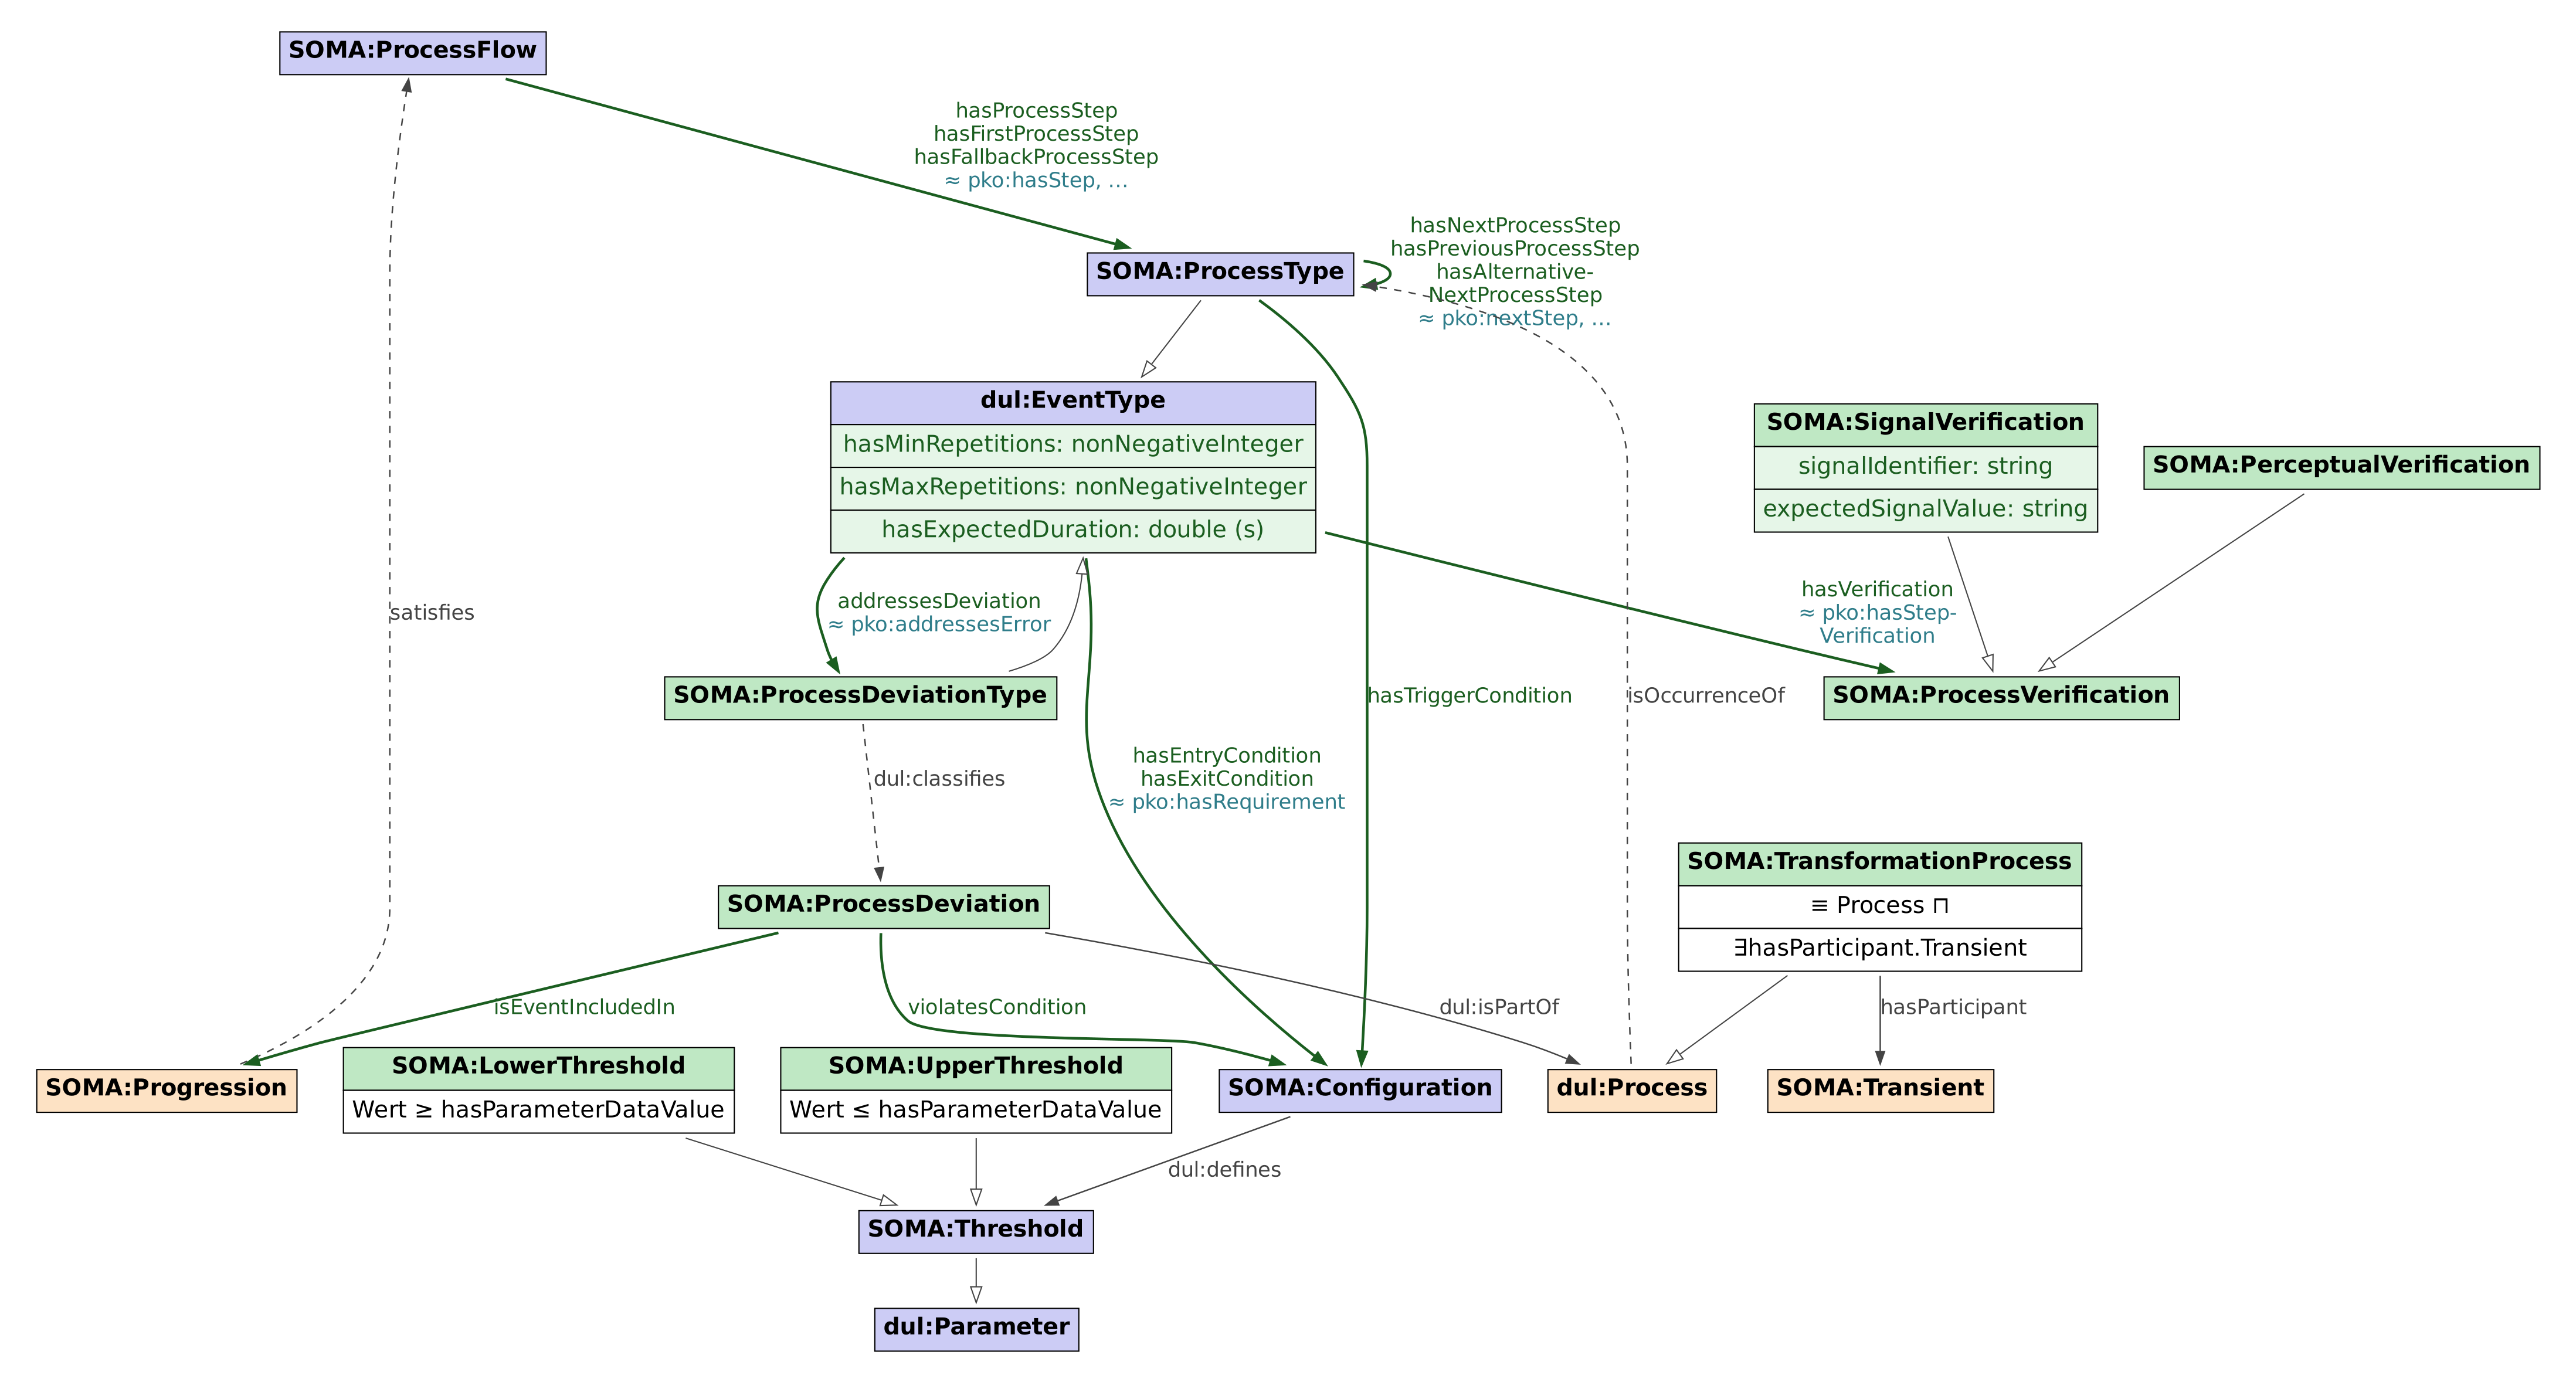 SOMA:ProcessFlow
hasProcessStep
hasFirstProcessStep
hasFallbackProcessStep
≈ pko:hasStep, …
SOMA:ProcessType
hasNextProcessStep
hasPreviousProcessStep
hasAlternative-
NextProcessStep
≈ pko:nextStep, …
dul:EventType
hasMinRepetitions: nonNegativeInteger
hasMaxRepetitions: nonNegativeInteger
hasExpectedDuration: double (s)
SOMA:SignalVerification
signalIdentifier: string
expectedSignalValue: string
SOMA:PerceptualVerification
satisfies
addressesDeviation
≈ pko:addressesError
hasVerification
≈ pko:hasStep-
Verification
SOMA:ProcessDeviationType
hasTriggerCondition
isOccurrenceOf
SOMA:ProcessVerification
dul:classifies
hasEntryCondition
hasExitCondition
≈ pko:hasRequirement
SOMA:ProcessDeviation
SOMA:TransformationProcess
≡ Process ⊓
∃hasParticipant.Transient
isEventIncludedIn
violatesCondition
dul:isPartOf
hasParticipant
SOMA:Progression
SOMA:LowerThreshold
Wert ≥ hasParameterDataValue
SOMA:UpperThreshold
Wert ≤ hasParameterDataValue
SOMA:Configuration
dul:Process
SOMA:Transient
dul:defines
SOMA:Threshold
dul:Parameter